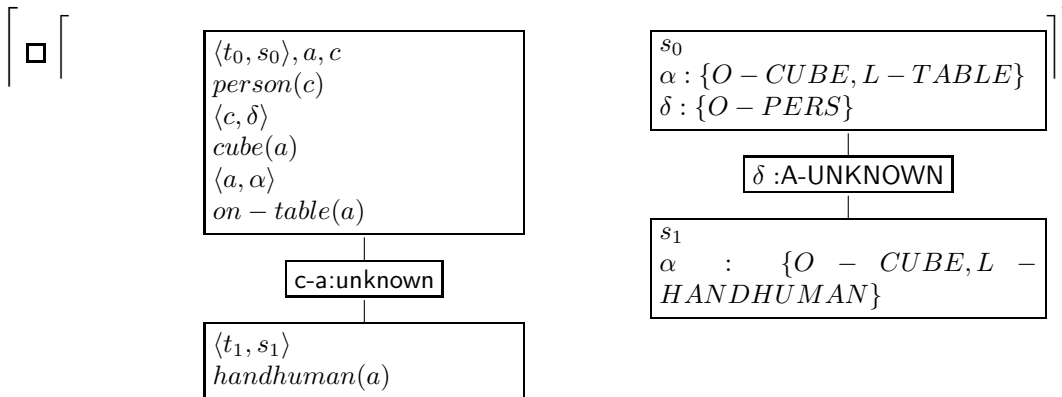 ⟨t₀, s₀⟩, a, c
person(c)
⟨c, δ⟩
cube(a)
⟨a, α⟩
on − table(a)
c-a:unknown
⟨t₁, s₁⟩
handhuman(a)
s₀
α : {O − CUBE, L − TABLE}
δ : {O − PERS}
δ :A-UNKNOWN
s₁
α : {O − CUBE, L −
HANDHUMAN}